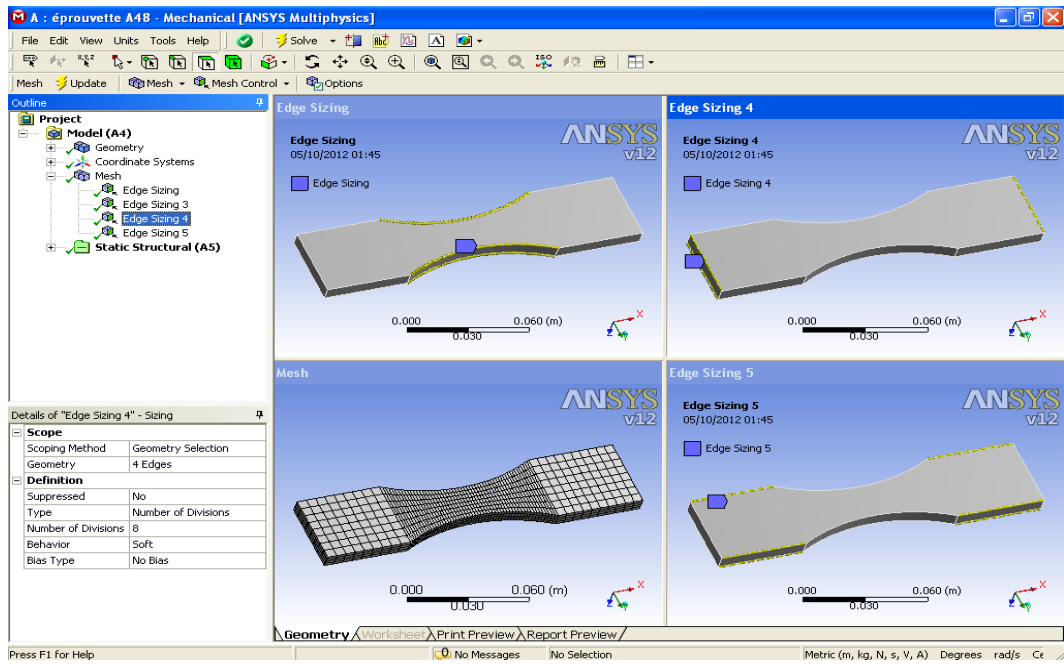 A : éprouvette A48 - Mechanical [ANSYS Multiphysics]
File Edit View Units Tools Help Solve
Mesh Update Mesh Mesh Control Options
Outline
Project
Model (A4)
Geometry
Coordinate Systems
Mesh
Edge Sizing
Edge Sizing 3
Edge Sizing 4
Edge Sizing 5
Static Structural (A5)
Details of "Edge Sizing 4" - Sizing
Scope
Scoping Method Geometry Selection
Geometry 4 Edges
Definition
Suppressed No
Type Number of Divisions
Number of Divisions 8
Behavior Soft
Bias Type No Bias
Edge Sizing
Edge Sizing
05/10/2012 01:45
Edge Sizing
ANSYS
v12
0.000 0.060 (m)
0.030
X
Y
Z
Edge Sizing 4
Edge Sizing 4
05/10/2012 01:45
Edge Sizing 4
ANSYS
v12
0.000 0.060 (m)
0.030
X
Y
Z
Mesh
ANSYS
v12
0.000 0.060 (m)
0.030
X
Y
Z
Edge Sizing 5
Edge Sizing 5
05/10/2012 01:45
Edge Sizing 5
ANSYS
v12
0.000 0.060 (m)
0.030
X
Y
Z
Geometry Worksheet Print Preview Report Preview
Press F1 for Help 0 No Messages No Selection Metric (m, kg, N, s, V, A) Degrees rad/s Ce